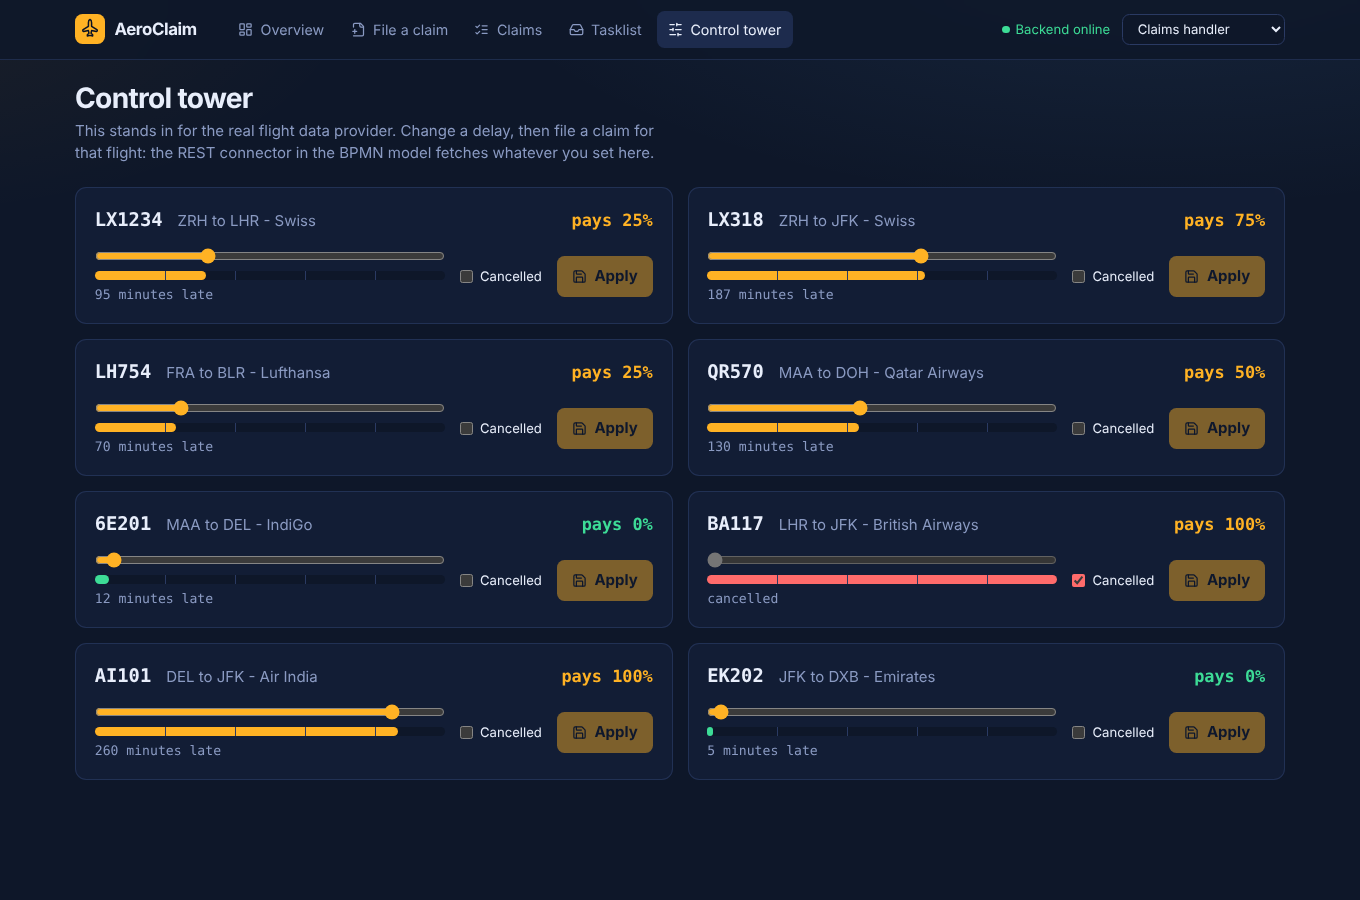 AeroClaim
Overview
File a claim
Claims
Tasklist
Control tower
Backend online
Claims handler
Control tower
This stands in for the real flight data provider. Change a delay, then file a claim for
that flight: the REST connector in the BPMN model fetches whatever you set here.
LX1234 ZRH to LHR - Swiss pays 25%
Cancelled Apply
95 minutes late
LX318 ZRH to JFK - Swiss pays 75%
Cancelled Apply
187 minutes late
LH754 FRA to BLR - Lufthansa pays 25%
Cancelled Apply
70 minutes late
QR570 MAA to DOH - Qatar Airways pays 50%
Cancelled Apply
130 minutes late
6E201 MAA to DEL - IndiGo pays 0%
Cancelled Apply
12 minutes late
BA117 LHR to JFK - British Airways pays 100%
Cancelled Apply
cancelled
AI101 DEL to JFK - Air India pays 100%
Cancelled Apply
260 minutes late
EK202 JFK to DXB - Emirates pays 0%
Cancelled Apply
5 minutes late